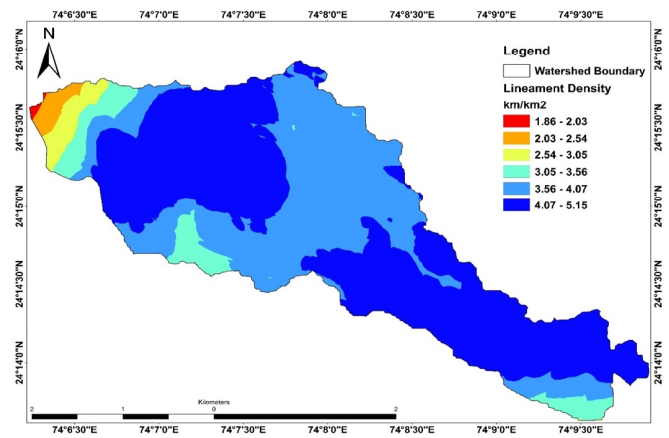 74°6'30"E 74°7'0"E 74°7'30"E 74°8'0"E 74°8'30"E 74°9'0"E 74°9'30"E
N
Legend
Watershed Boundary
Lineament Density
km/km2
1.86 - 2.03
2.03 - 2.54
2.54 - 3.05
3.05 - 3.56
3.56 - 4.07
4.07 - 5.15
24°16'0"N 24°16'0"N
24°15'30"N 24°15'30"N
24°15'0"N 24°15'0"N
24°14'30"N 24°14'30"N
24°14'0"N 24°14'0"N
Kilometers
2 1 0 2
74°6'30"E 74°7'0"E 74°7'30"E 74°8'0"E 74°8'30"E 74°9'0"E 74°9'30"E